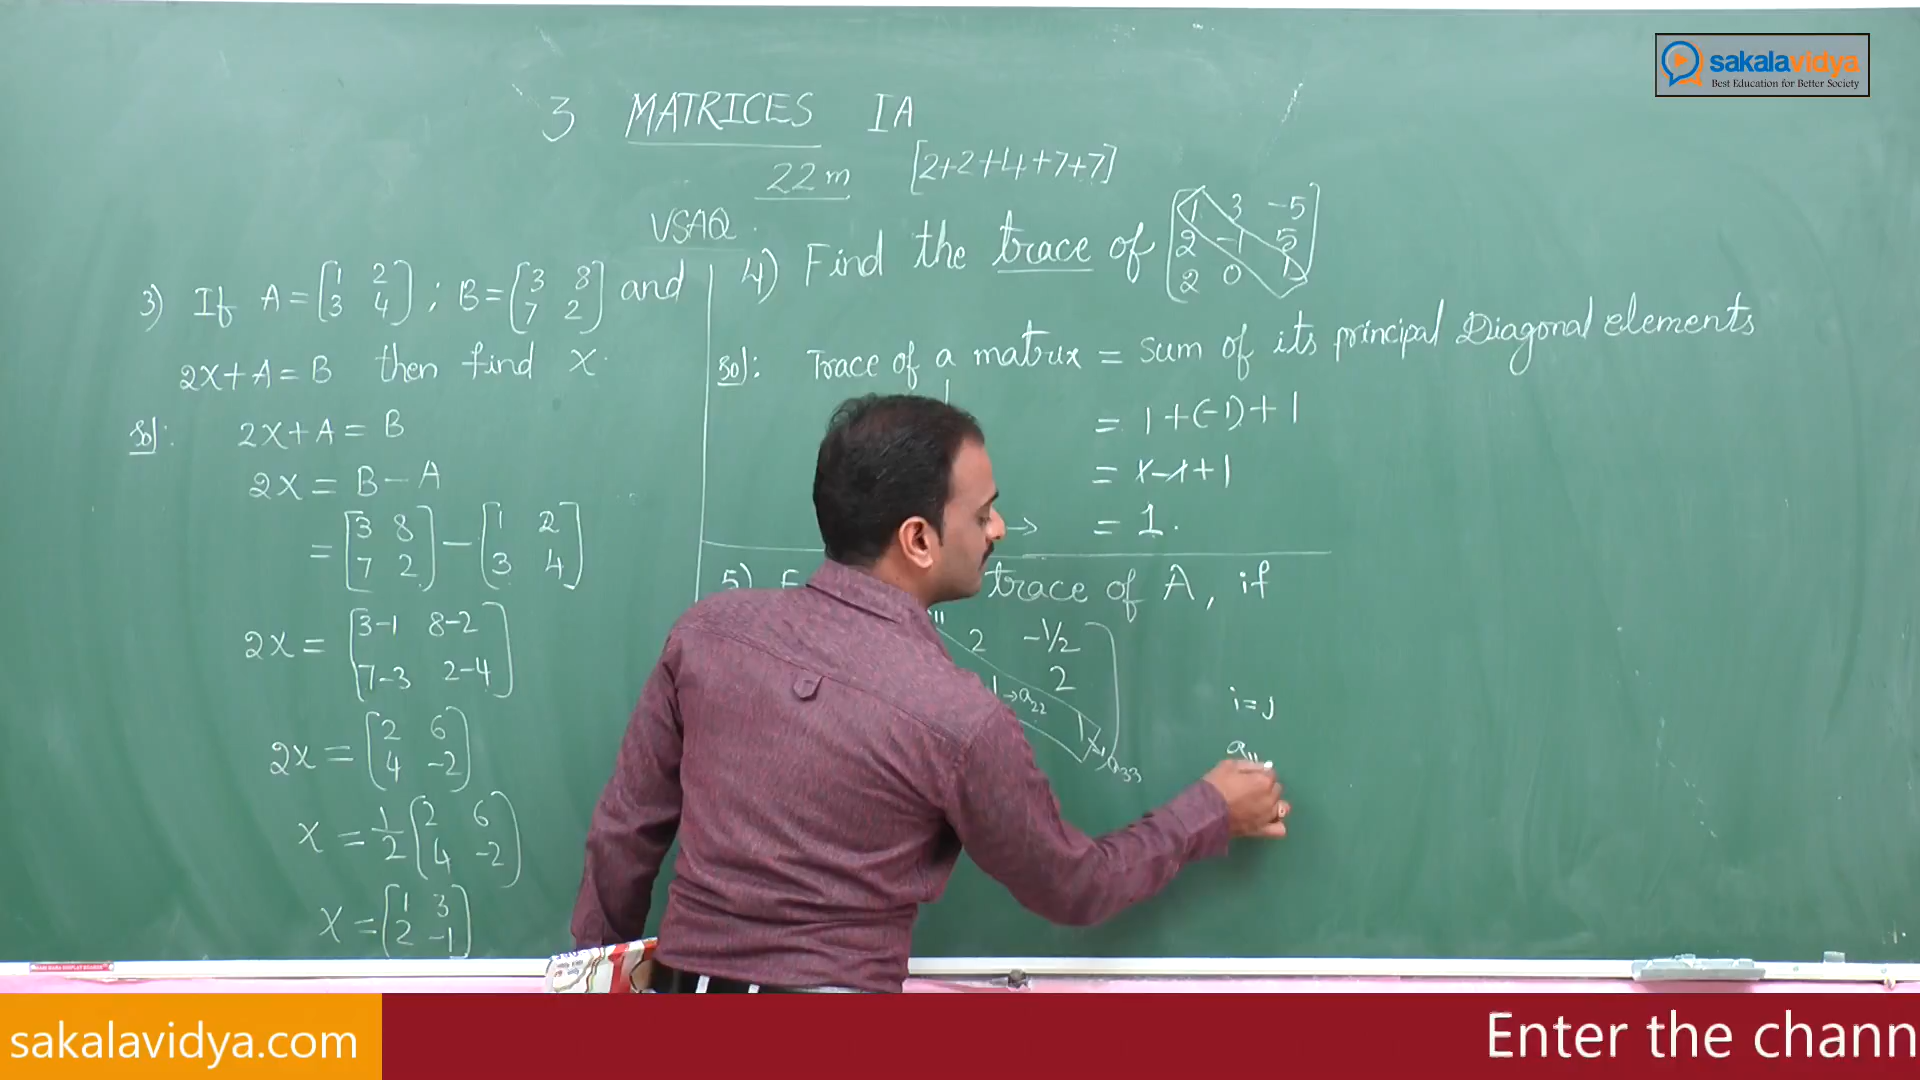 sakalavidya
Best Education for Better Society
3 MATRICES IA
22m [2+2+4+7+7]
VSAQ.
3) If A = [1 2
3 4] ; B = [3 8
7 2] and
2X + A = B then find X.
Sol: 2X + A = B
2X = B - A
= [3 8
7 2] - [1 2
3 4]
2X = [3-1 8-2
7-3 2-4]
2X = [2 6
4 -2]
X = 1/2 [2 6
4 -2]
X = [1 3
2 -1]
4) Find the trace of [1 3 -5
2 -1 5
2 0 1]
Sol: Trace of a matrix = Sum of its principal Diagonal elements
= 1 + (-1) + 1
= 1 - 1 + 1
→ = 1.
5) trace of A, if
2 -1/2
1 → a22 2
1 a33
i = j
a11
sakalavidya.com
Enter the chann